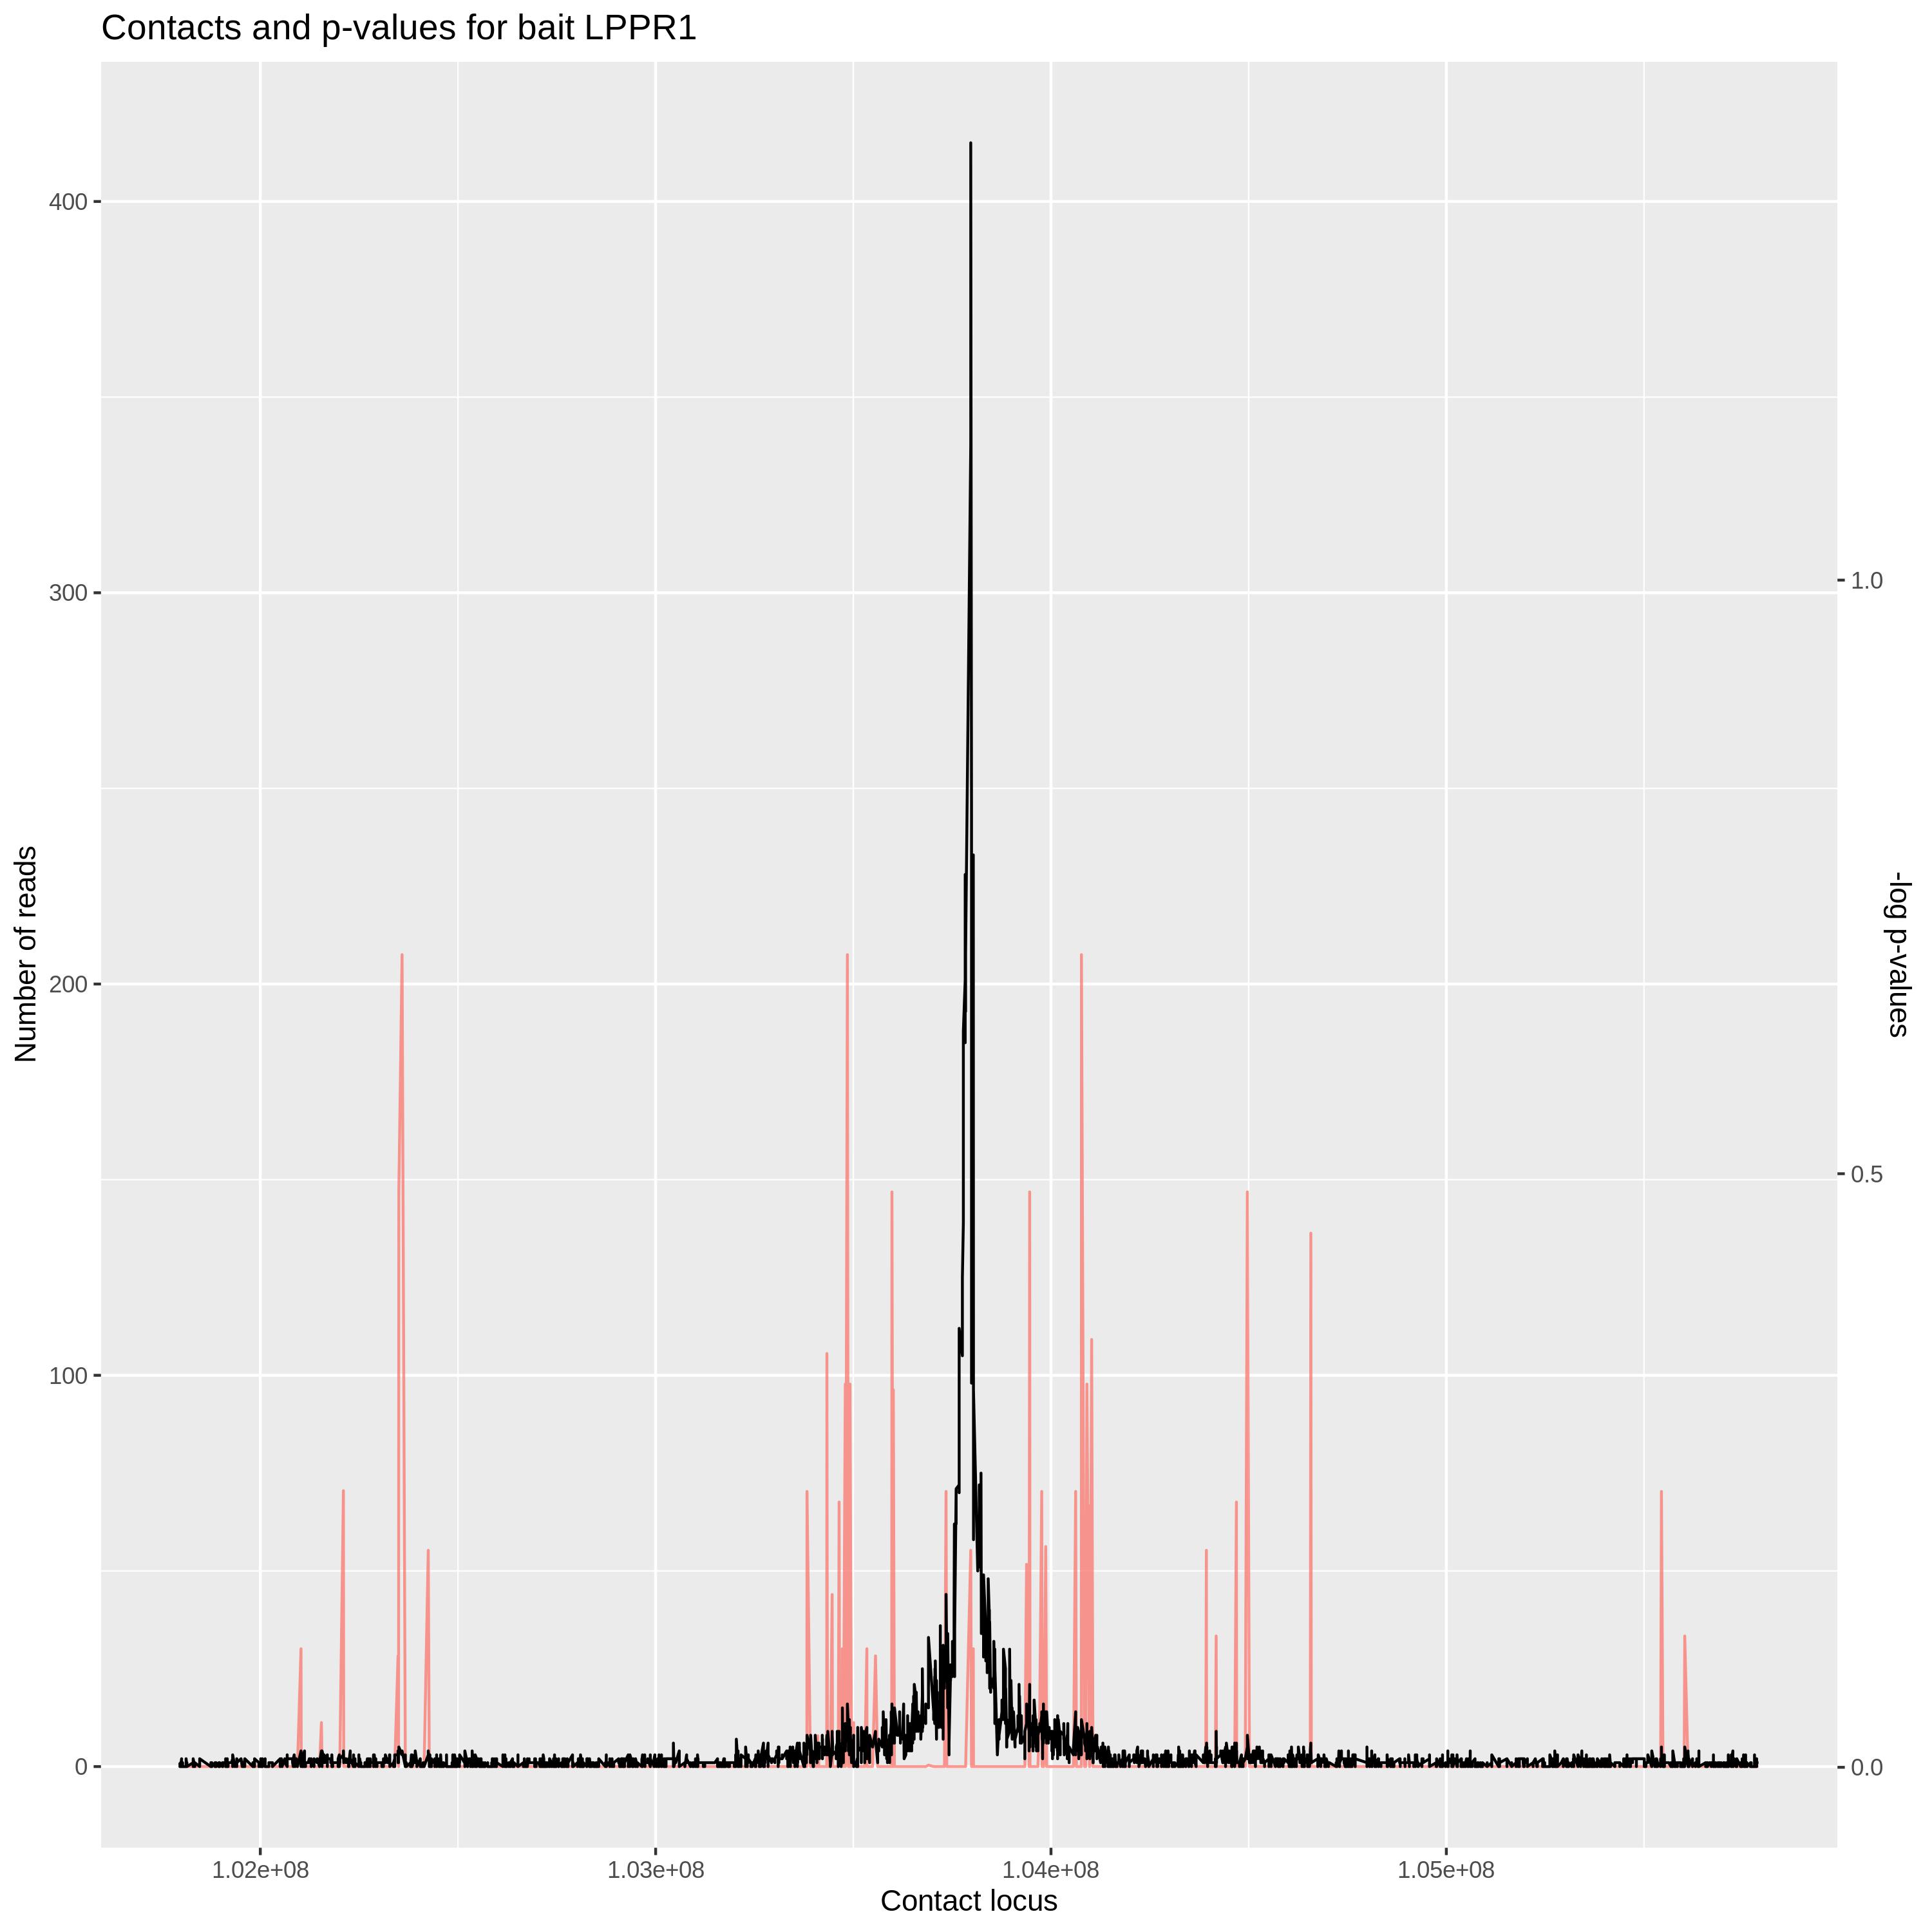 Contacts and p-values for bait LPPR1
400
300
200
100
0
Number of reads
1.0
0.5
0.0
-log p-values
1.02e+08
1.03e+08
1.04e+08
1.05e+08
Contact locus